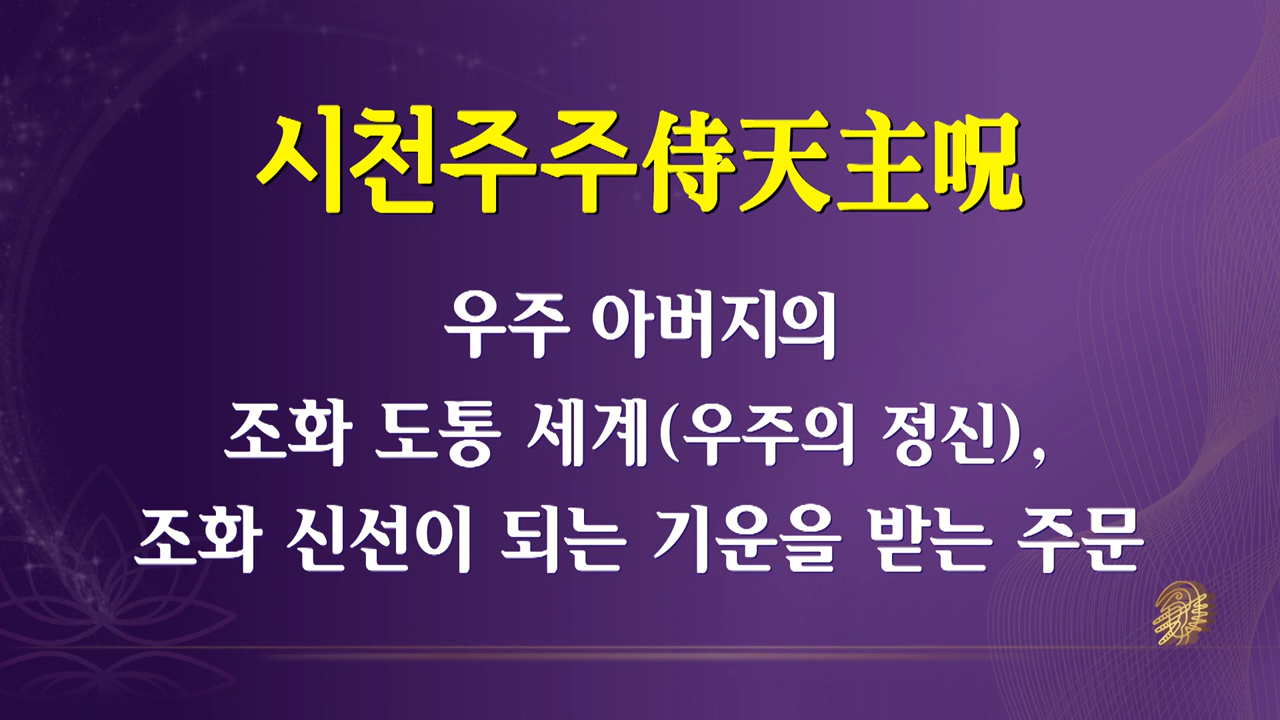 시천주주侍天主呪
우주 아버지의
조화 도통 세계(우주의 정신),
조화 신선이 되는 기운을 받는 주문